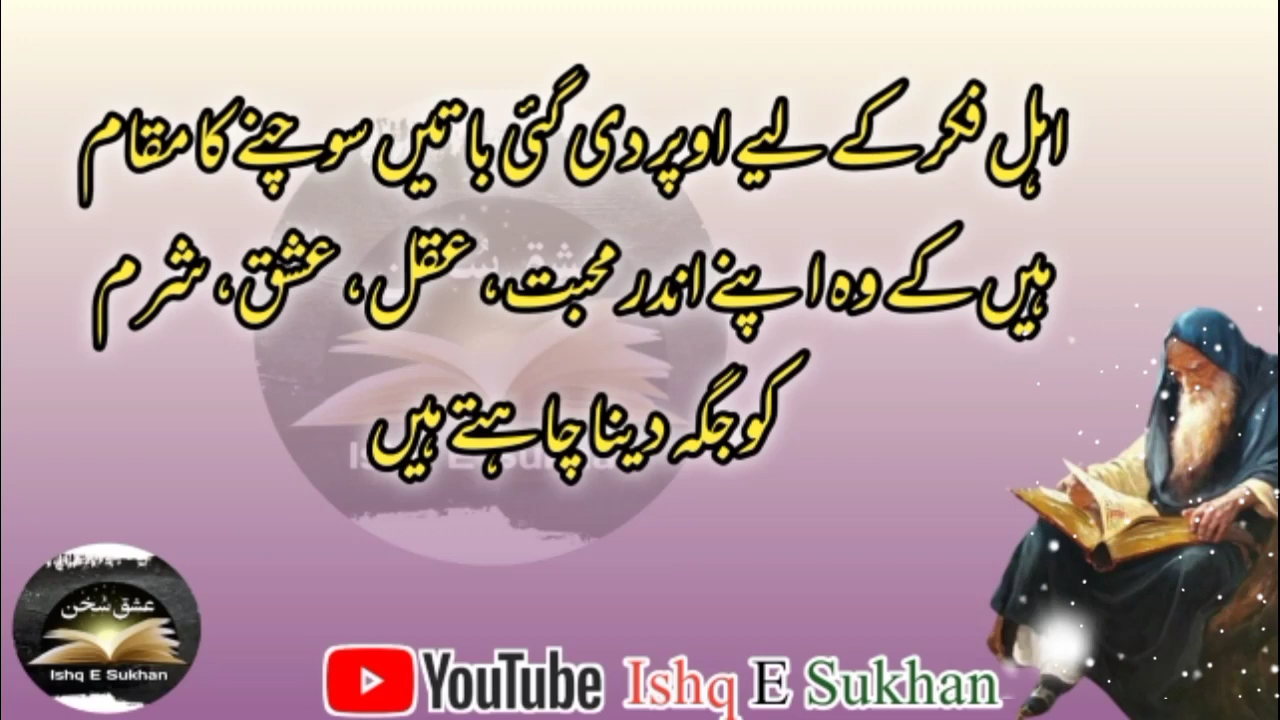 اہل فکر کے لیے اوپر دی گئی باتیں سوچنے کا مقام
ہیں کے وہ اپنے اندر محبت، عقل، عشق، شرم
کو جگہ دینا چاہتے ہیں
عشق سُخن
Ishq E Sukhan
YouTube Ishq E Sukhan